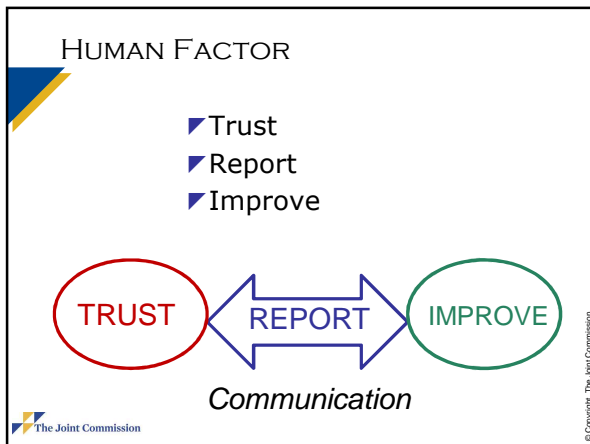 HUMAN FACTOR
Trust
Report
Improve
TRUST
REPORT
IMPROVE
Communication
The Joint Commission
© Copyright, The Joint Commission